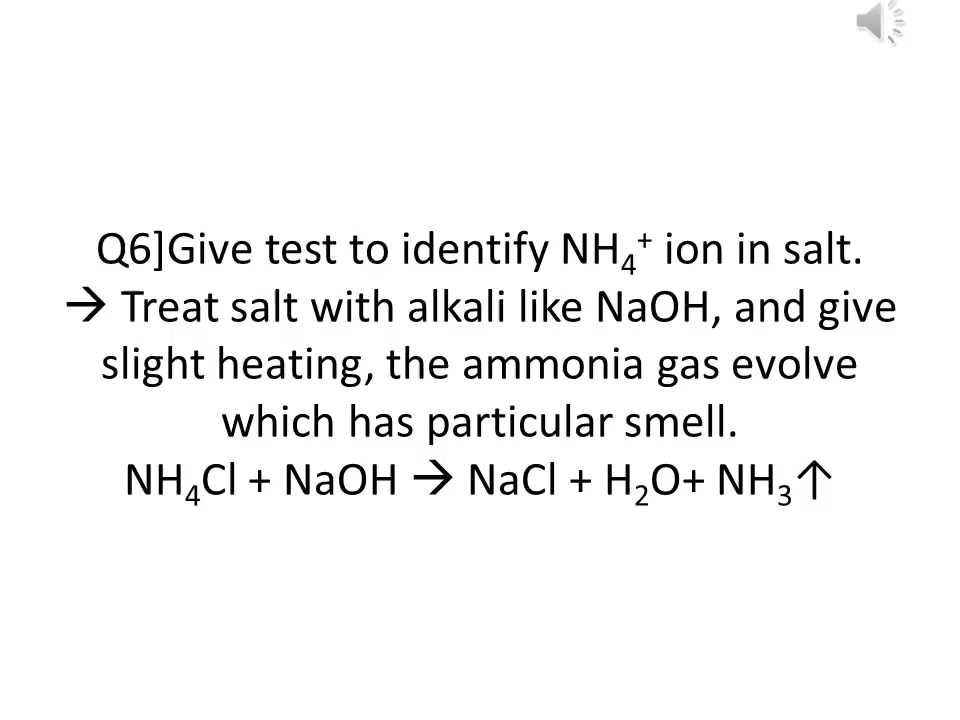 Q6]Give test to identify NH₄⁺ ion in salt.
→ Treat salt with alkali like NaOH, and give
slight heating, the ammonia gas evolve
which has particular smell.
NH₄Cl + NaOH → NaCl + H₂O+ NH₃↑